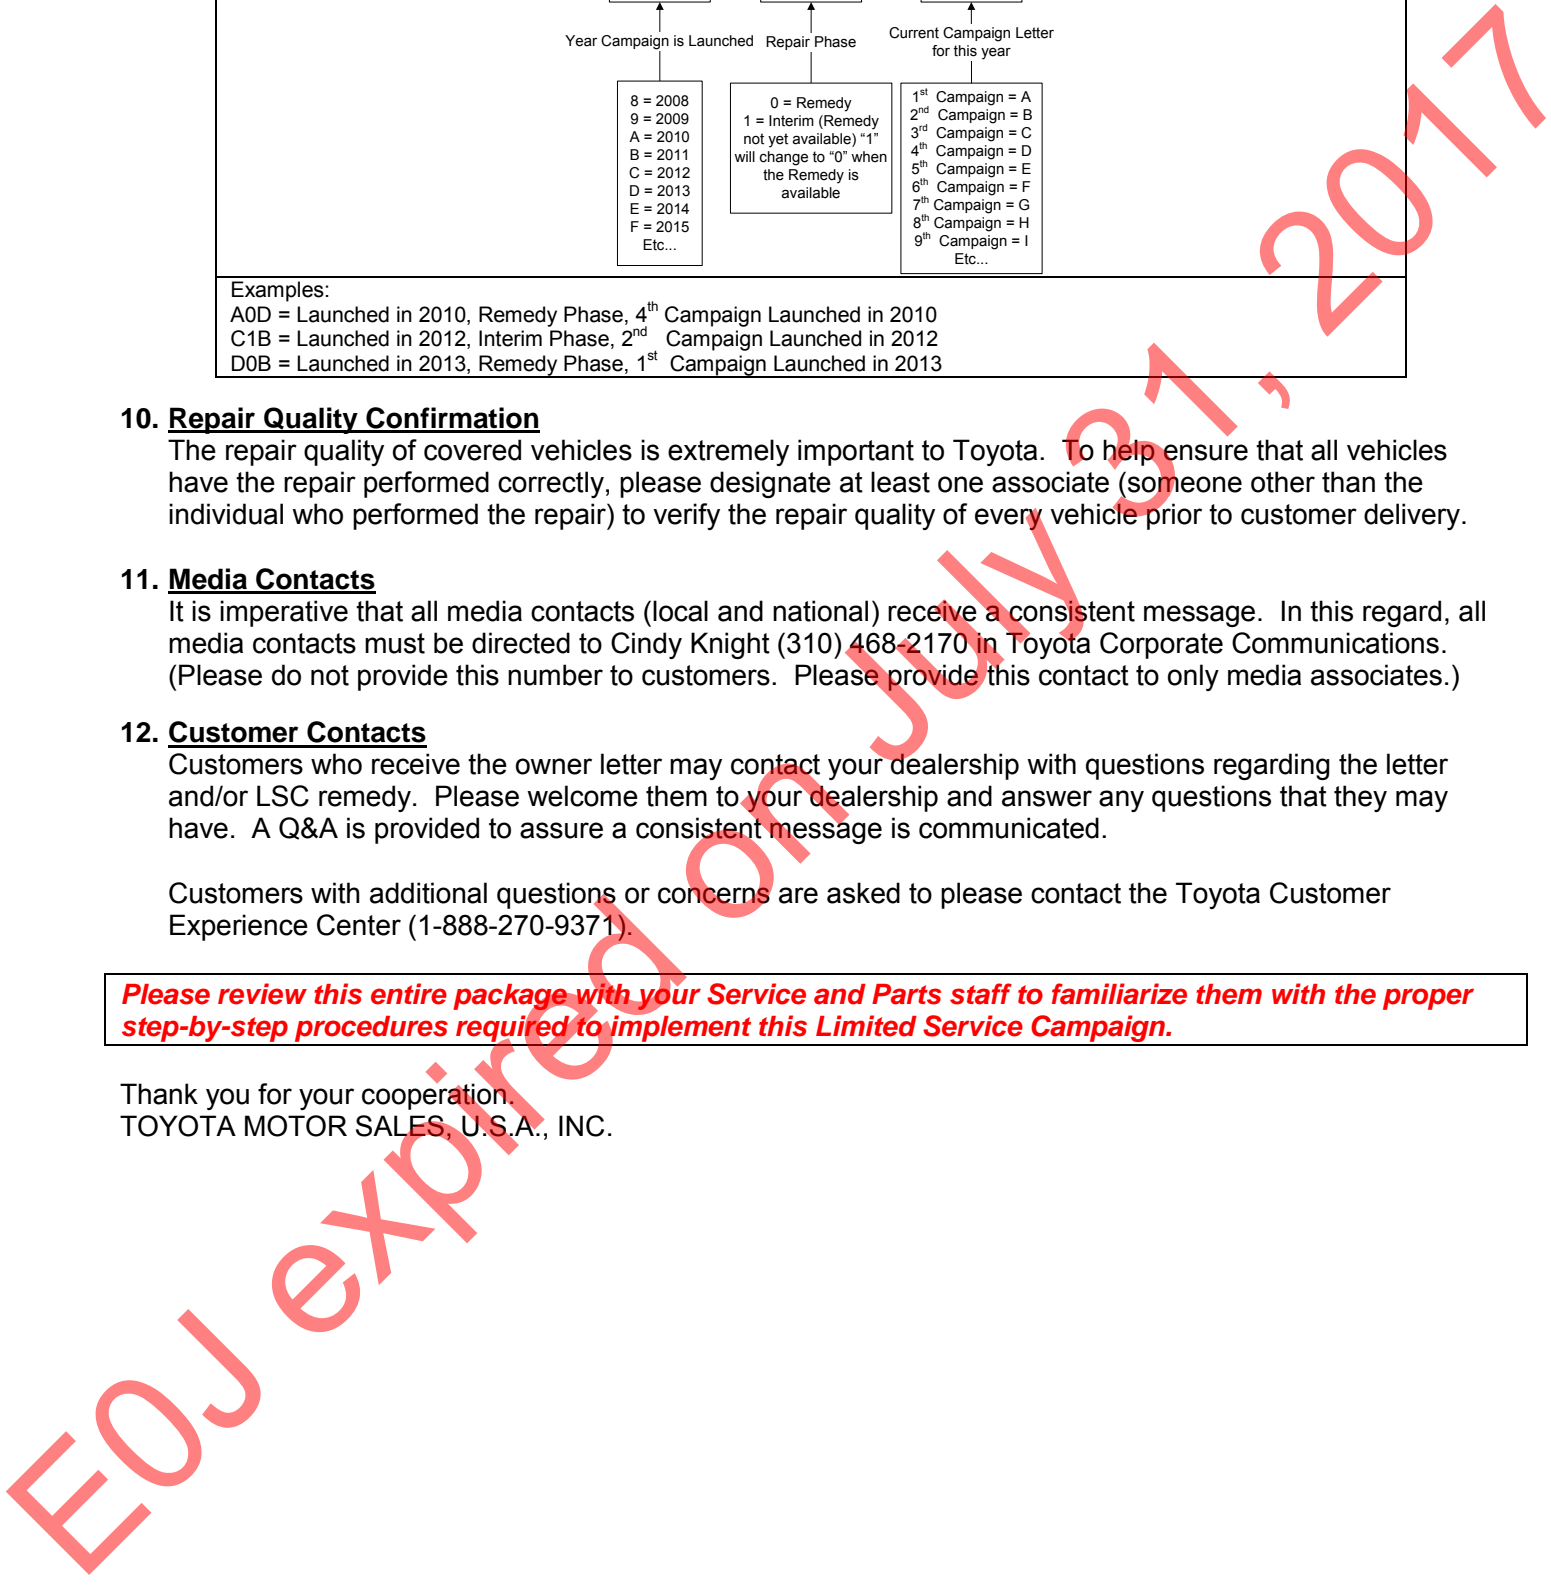 Year Campaign is Launched
Repair Phase
Current Campaign Letter
for this year
8 = 2008
9 = 2009
A = 2010
B = 2011
C = 2012
D = 2013
E = 2014
F = 2015
Etc...
0 = Remedy
1 = Interim (Remedy
not yet available) “1”
will change to “0” when
the Remedy is
available
1st Campaign = A
2nd Campaign = B
3rd Campaign = C
4th Campaign = D
5th Campaign = E
6th Campaign = F
7th Campaign = G
8th Campaign = H
9th Campaign = I
Etc...
Examples:
A0D = Launched in 2010, Remedy Phase, 4th Campaign Launched in 2010
C1B = Launched in 2012, Interim Phase, 2nd Campaign Launched in 2012
D0B = Launched in 2013, Remedy Phase, 1st Campaign Launched in 2013
10. Repair Quality Confirmation
The repair quality of covered vehicles is extremely important to Toyota. To help ensure that all vehicles
have the repair performed correctly, please designate at least one associate (someone other than the
individual who performed the repair) to verify the repair quality of every vehicle prior to customer delivery.
11. Media Contacts
It is imperative that all media contacts (local and national) receive a consistent message. In this regard, all
media contacts must be directed to Cindy Knight (310) 468-2170 in Toyota Corporate Communications.
(Please do not provide this number to customers. Please provide this contact to only media associates.)
12. Customer Contacts
Customers who receive the owner letter may contact your dealership with questions regarding the letter
and/or LSC remedy. Please welcome them to your dealership and answer any questions that they may
have. A Q&A is provided to assure a consistent message is communicated.
Customers with additional questions or concerns are asked to please contact the Toyota Customer
Experience Center (1-888-270-9371).
Please review this entire package with your Service and Parts staff to familiarize them with the proper
step-by-step procedures required to implement this Limited Service Campaign.
Thank you for your cooperation.
TOYOTA MOTOR SALES, U.S.A., INC.
E0J expired on July 31, 2017